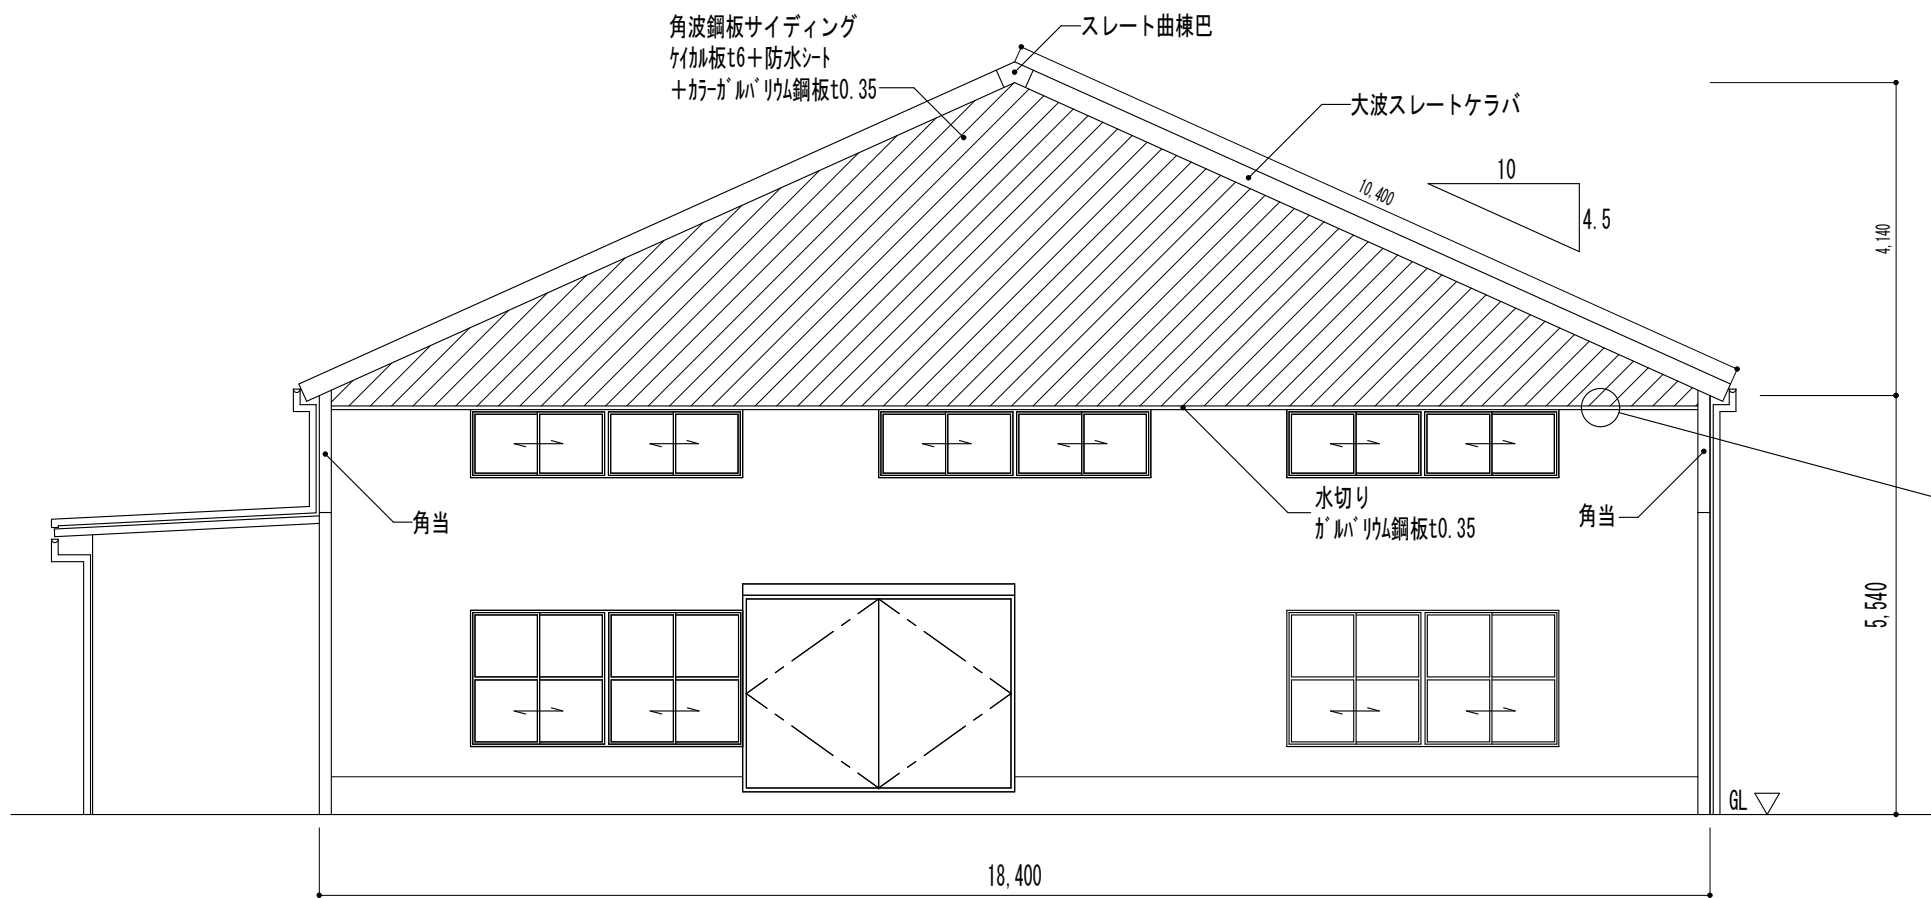 角波鋼板サイディング
ｹｲｶﾙ板t6＋防水ｼｰﾄ
＋ｶﾗｰｶﾞﾙﾊﾞﾘｳﾑ鋼板t0.35
スレート曲棟巴
大波スレートケラバ
10
4.5
10,400
4,140
水切り
ｶﾞﾙﾊﾞﾘｳﾑ鋼板t0.35
角当
角当
5,540
GL
18,400